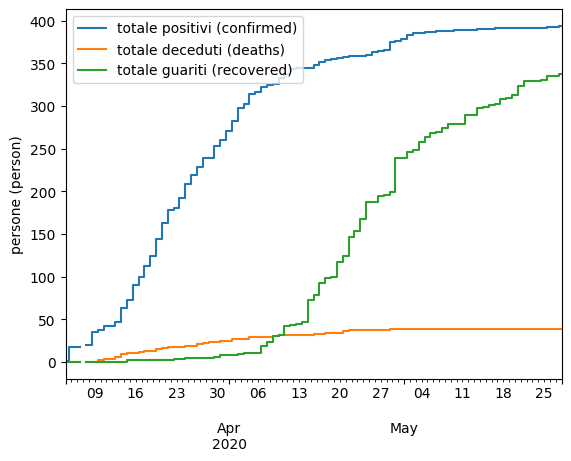 totale positivi (confirmed)
totale deceduti (deaths)
totale guariti (recovered)
persone (person)
400
350
300
250
200
150
100
50
0
09 16 23 30 06 13 20 27 04 11 18 25
Apr May
2020